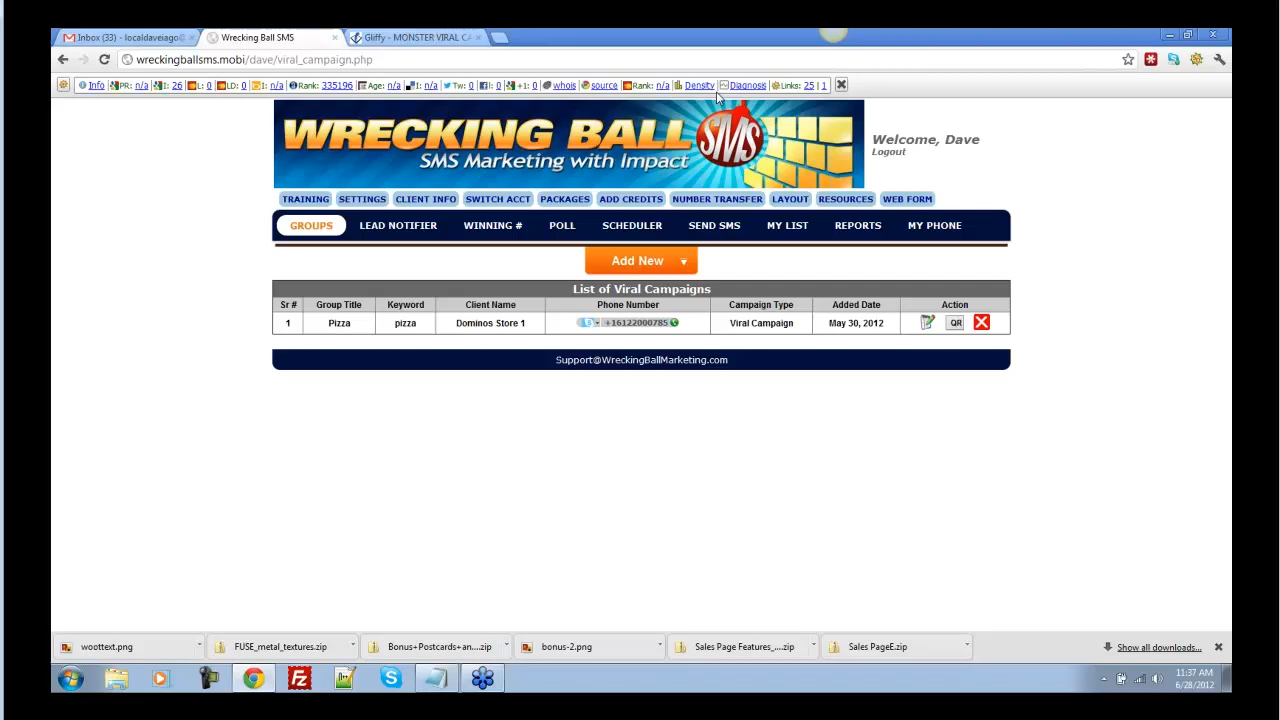 Inbox (33) - localdaveiago@
Wrecking Ball SMS
Gliffy - MONSTER VIRAL CA
wreckingballsms.mobi/dave/viral_campaign.php
Info PR: n/a I: 26 L: 0 LD: 0 I: n/a Rank: 335196 Age: n/a I: n/a Tw: 0 I: 0 +1: 0 whois source Rank: n/a Density Diagnosis Links: 25 | 1
WRECKING BALL SMS
SMS Marketing with Impact
Welcome, Dave
Logout
TRAINING SETTINGS CLIENT INFO SWITCH ACCT PACKAGES ADD CREDITS NUMBER TRANSFER LAYOUT RESOURCES WEB FORM
GROUPS LEAD NOTIFIER WINNING # POLL SCHEDULER SEND SMS MY LIST REPORTS MY PHONE
Add New
List of Viral Campaigns
Sr # Group Title Keyword Client Name Phone Number Campaign Type Added Date Action
1 Pizza pizza Dominos Store 1 +16122000785 Viral Campaign May 30, 2012 QR
Support@WreckingBallMarketing.com
woottext.png FUSE_metal_textures.zip Bonus+Postcards+an....zip bonus-2.png Sales Page Features_....zip Sales PageE.zip Show all downloads...
11:37 AM
6/28/2012